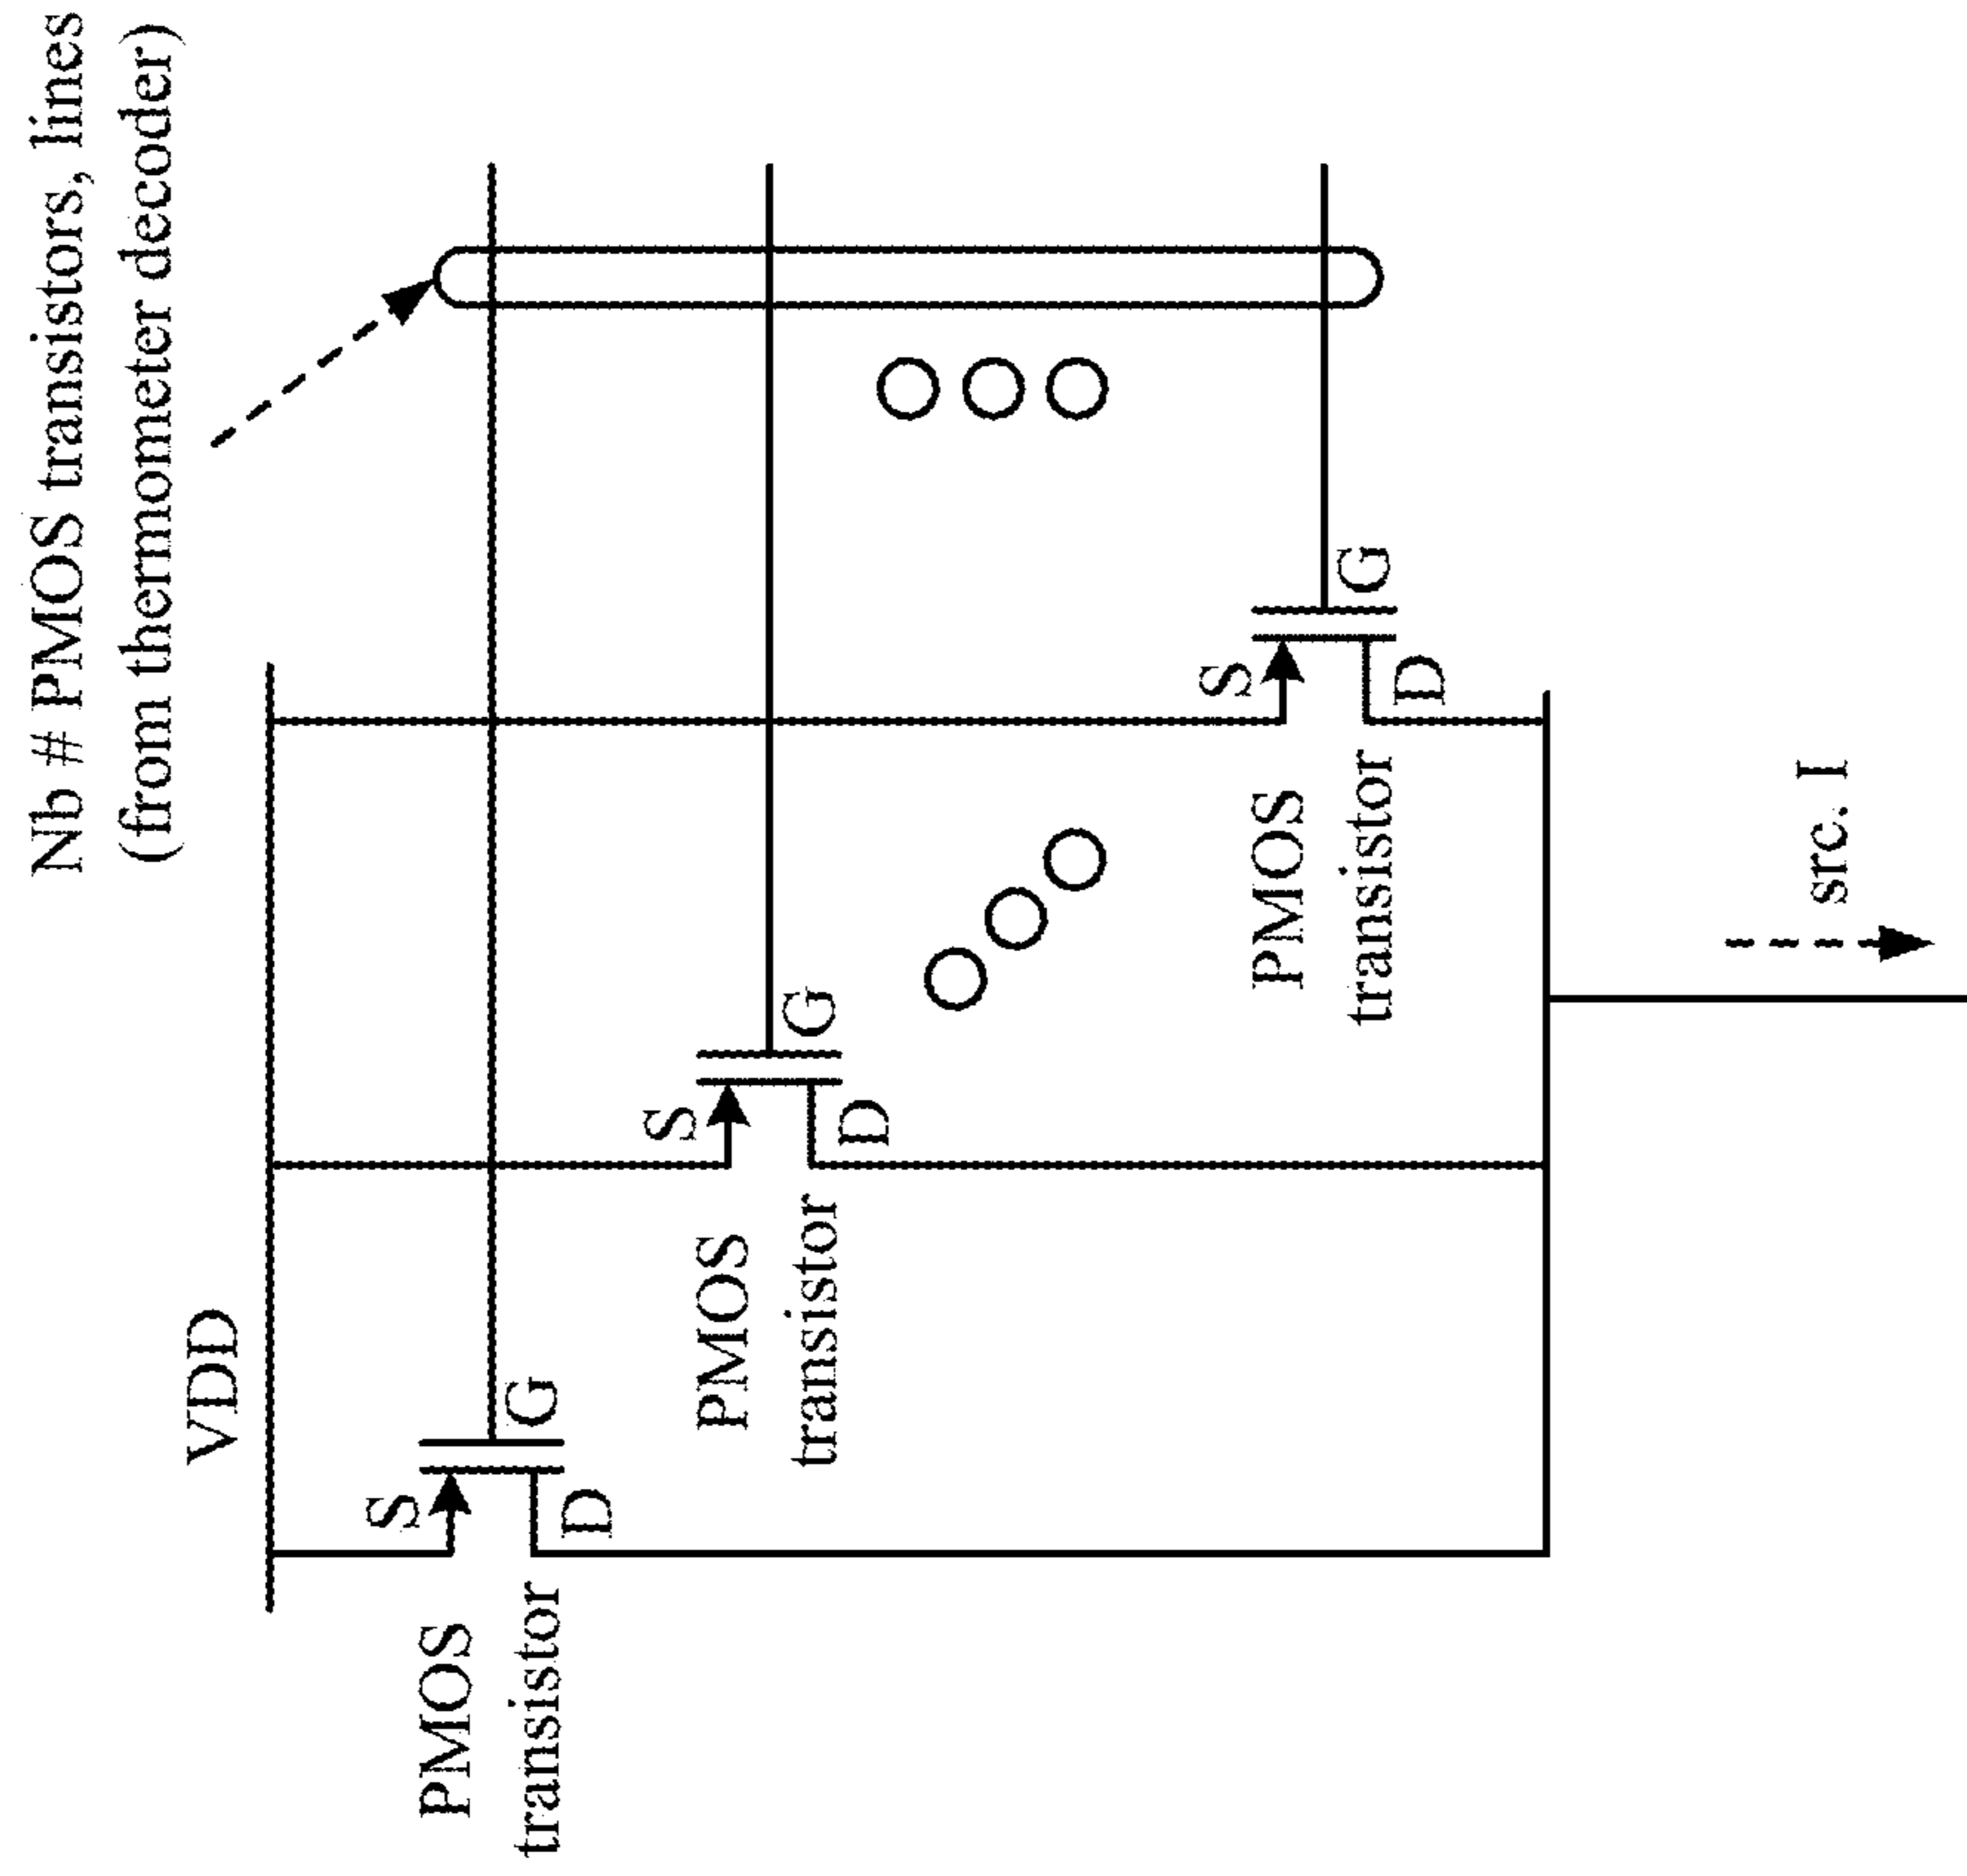 Nb # PMOS transistors, lines
(from thermometer decoder)
VDD
S
G
D
PMOS
transistor
S
G
D
PMOS
transistor
S
G
D
PMOS
transistor
src. I